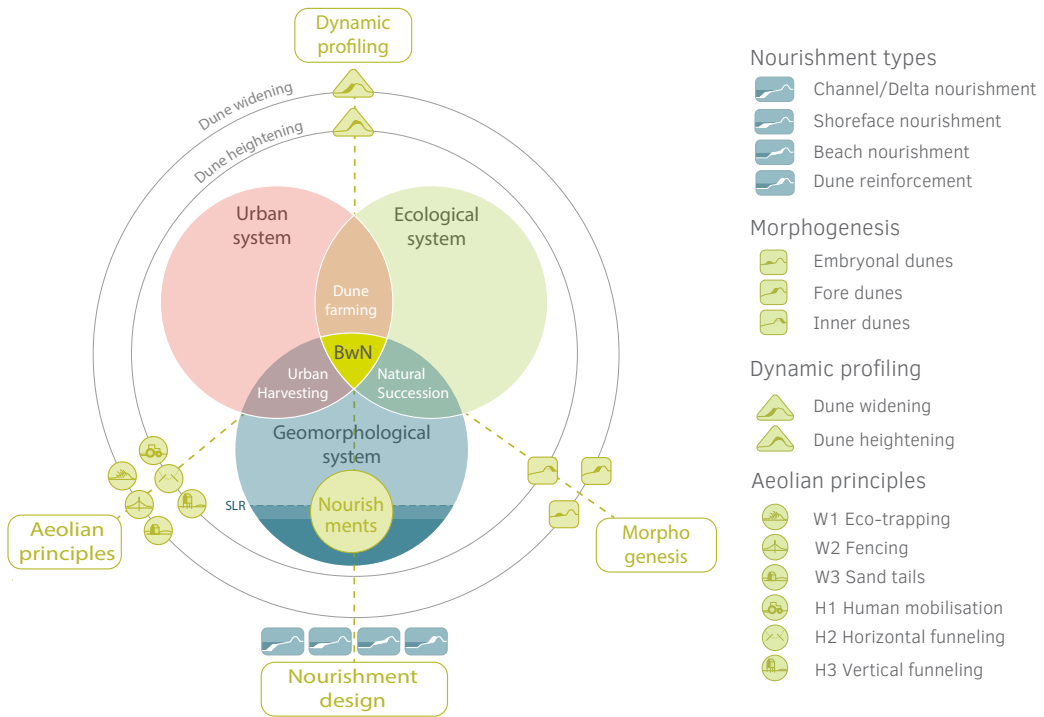 Dynamic
profiling
Dune widening
Dune heightening
Urban
system
Ecological
system
Dune
farming
BwN
Urban
Harvesting
Natural
Succession
Geomorphological
system
SLR
Nourish
ments
Aeolian
principles
Morpho
genesis
Nourishment
design
Nourishment types
Channel/Delta nourishment
Shoreface nourishment
Beach nourishment
Dune reinforcement
Morphogenesis
Embryonal dunes
Fore dunes
Inner dunes
Dynamic profiling
Dune widening
Dune heightening
Aeolian principles
W1 Eco-trapping
W2 Fencing
W3 Sand tails
H1 Human mobilisation
H2 Horizontal funneling
H3 Vertical funneling